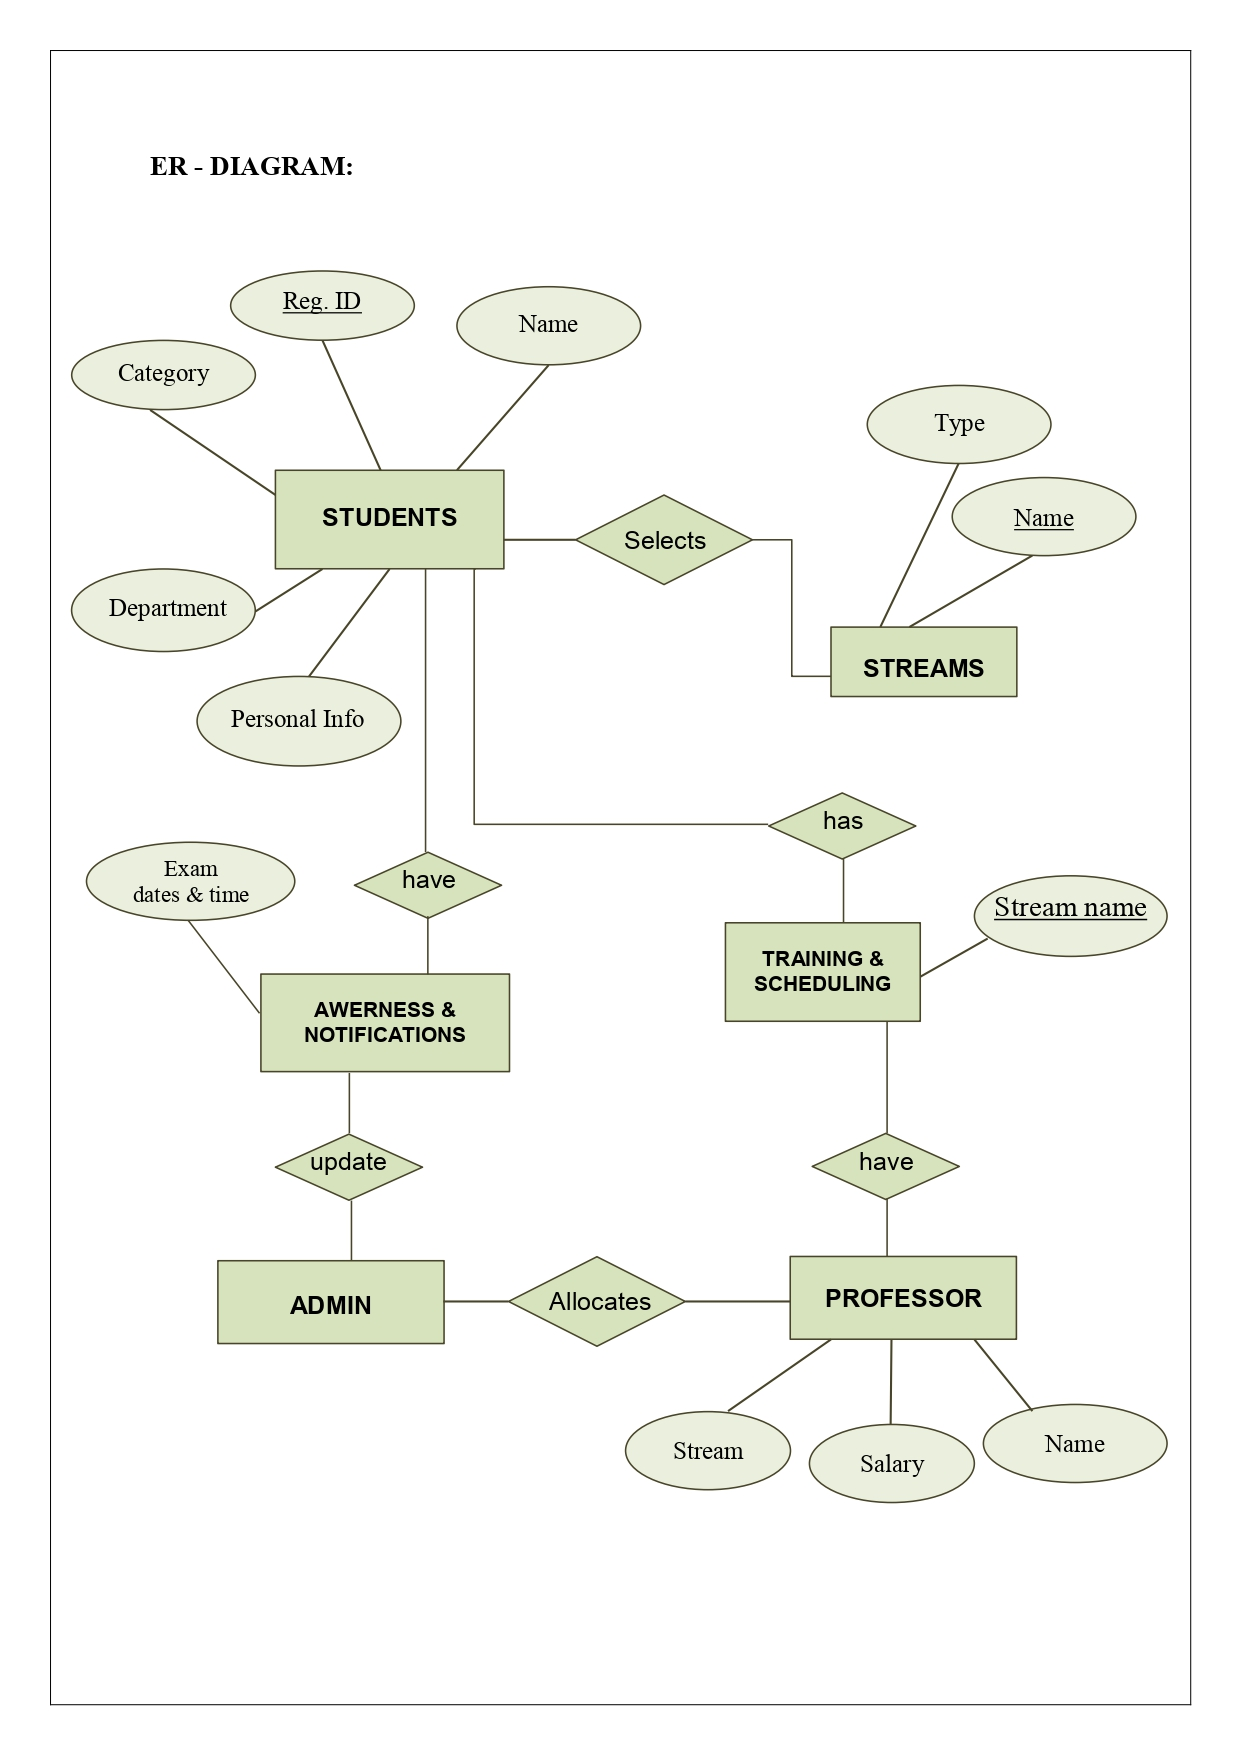 ER - DIAGRAM:
Reg. ID
Name
Category
Type
Name
STUDENTS
Selects
Department
STREAMS
Personal Info
has
Exam
dates & time
have
Stream name
TRAINING &
SCHEDULING
AWERNESS &
NOTIFICATIONS
update
have
ADMIN
Allocates
PROFESSOR
Stream
Salary
Name